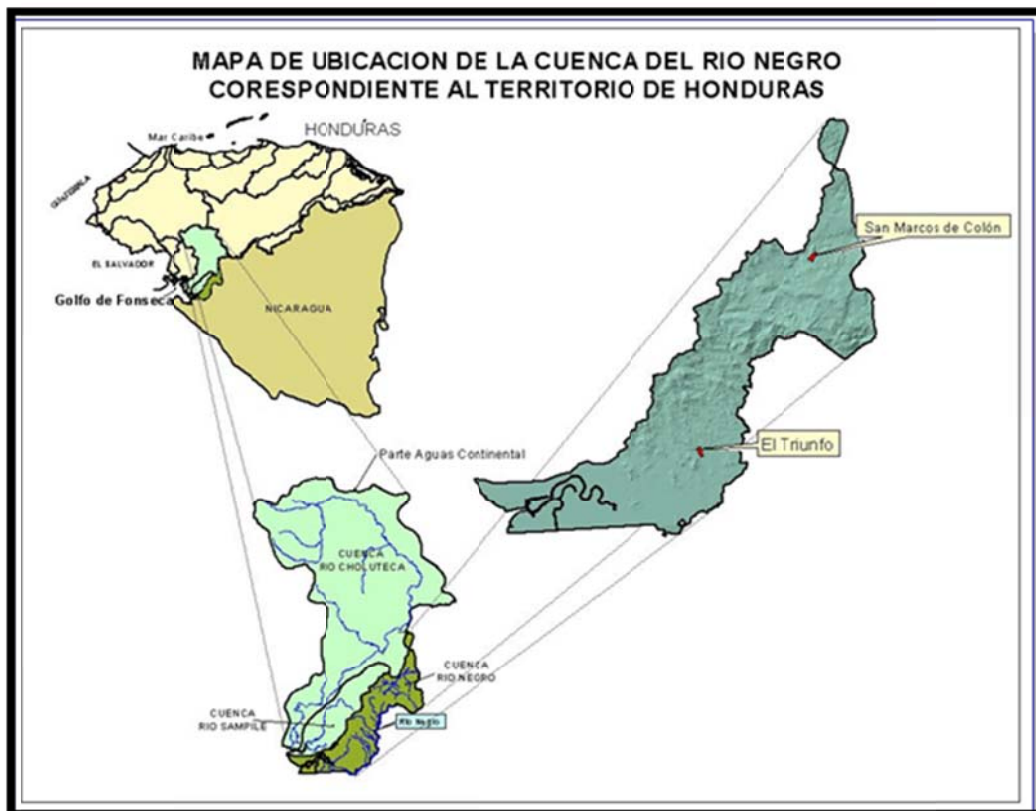 MAPA DE UBICACION DE LA CUENCA DEL RIO NEGRO
CORESPONDIENTE AL TERRITORIO DE HONDURAS
Mar Caribe
HONDURAS
GUATEMALA
EL SALVADOR
Golfo de Fonseca
NICARAGUA
San Marcos de Colón
El Triunfo
Parte Aguas Continental
CUENCA
RIO CHOLUTECA
CUENCA
RIO NEGRO
CUENCA
RIO SAMPILE
Rio Negro